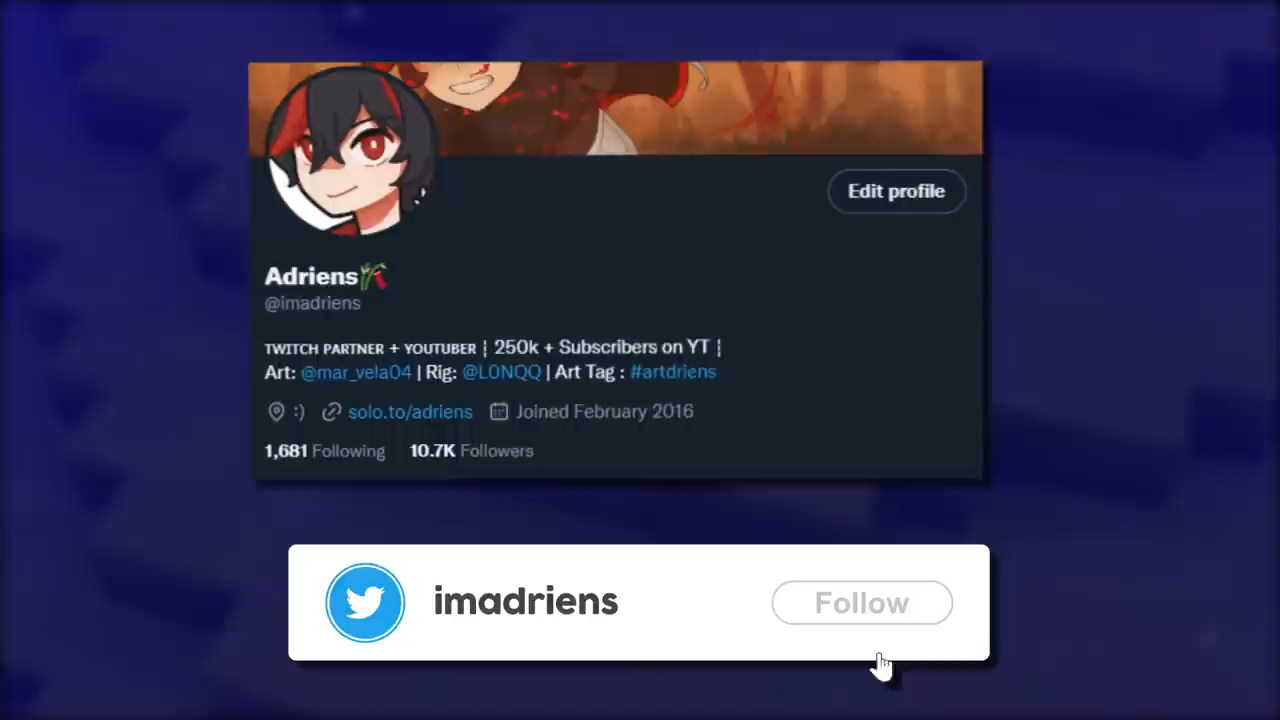 Edit profile
Adriens
@imadriens
TWITCH PARTNER + YOUTUBER ¦ 250k + Subscribers on YT ¦
Art: @mar_vela04 | Rig: @L0NQQ | Art Tag : #artdriens
:) solo.to/adriens Joined February 2016
1,681 Following 10.7K Followers
imadriens Follow